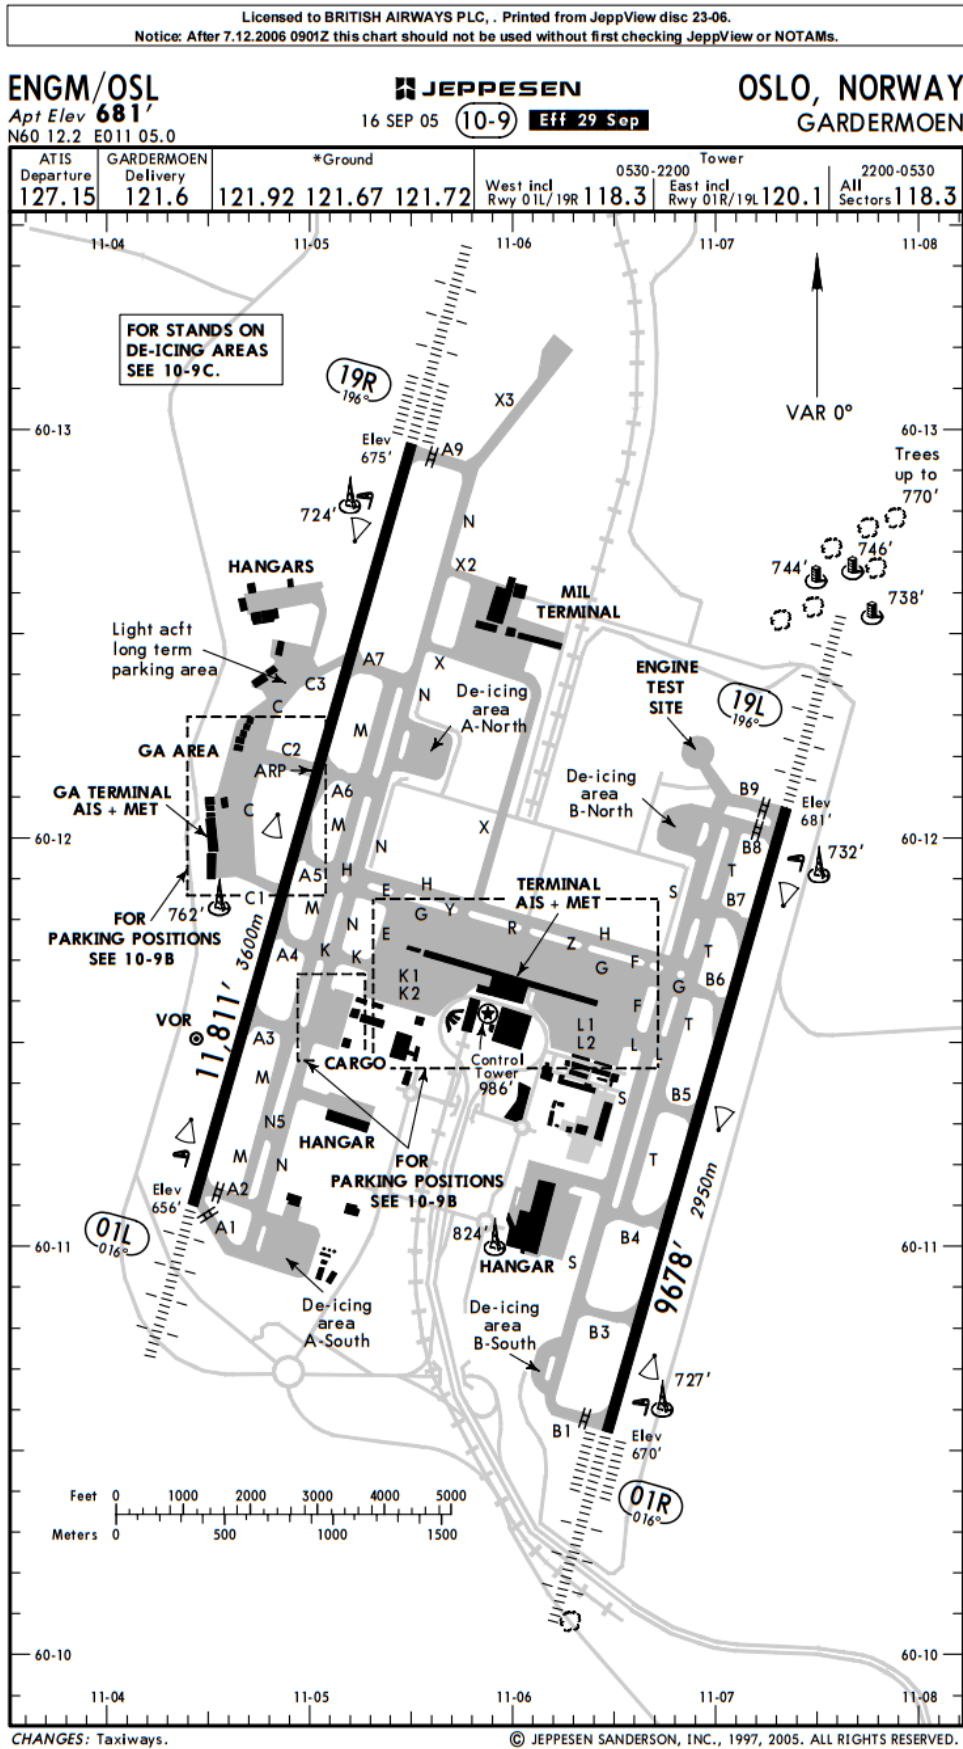 Licensed to BRITISH AIRWAYS PLC, . Printed from JeppView disc 23-06.
Notice: After 7.12.2006 0901Z this chart should not be used without first checking JeppView or NOTAMs.
ENGM/OSL
Apt Elev 681'
N60 12.2 E011 05.0
JEPPESEN
16 SEP 05 10-9 Eff 29 Sep
OSLO, NORWAY
GARDERMOEN
ATIS Departure
127.15
GARDERMOEN Delivery
121.6
*Ground
121.92 121.67 121.72
Tower
0530-2200
West incl Rwy 01L/19R 118.3
East incl Rwy 01R/19L 120.1
2200-0530
All Sectors 118.3
11-04 11-05 11-06 11-07 11-08
FOR STANDS ON
DE-ICING AREAS
SEE 10-9C.
19R
196°
X3
VAR 0°
60-13
60-13
Elev
675'
A9
Trees
up to
770'
724'
N
X2
746'
744'
738'
HANGARS
MIL
TERMINAL
Light acft
long term
parking area
A7
X
C3
N
De-icing
area
A-North
ENGINE
TEST
SITE
19L
196°
C
M
GA AREA
C2
ARP
A6
De-icing
area
B-North
B9
Elev
681'
GA TERMINAL
AIS + MET
C
M
X
60-12
60-12
N
B8
732'
A5
H
E
H
TERMINAL
AIS + MET
S
T
B7
C1
762'
M
G
Y
FOR
PARKING POSITIONS
SEE 10-9B
3600m
N
E
R
Z
H
A4
K
K
G
F
T
B6
K1
K2
G
F
T
VOR
11,811'
A3
CARGO
Control
Tower
986'
L1
L2
L
L
M
S
B5
N5
HANGAR
M
N
FOR
PARKING POSITIONS
SEE 10-9B
T
2950m
Elev
656'
A2
A1
01L
016°
824'
HANGAR
B4
S
60-11
60-11
9678'
De-icing
area
A-South
De-icing
area
B-South
B3
727'
B1
Elev
670'
01R
016°
Feet 0 1000 2000 3000 4000 5000
Meters 0 500 1000 1500
60-10
60-10
11-04 11-05 11-06 11-07 11-08
CHANGES: Taxiways.
© JEPPESEN SANDERSON, INC., 1997, 2005. ALL RIGHTS RESERVED.